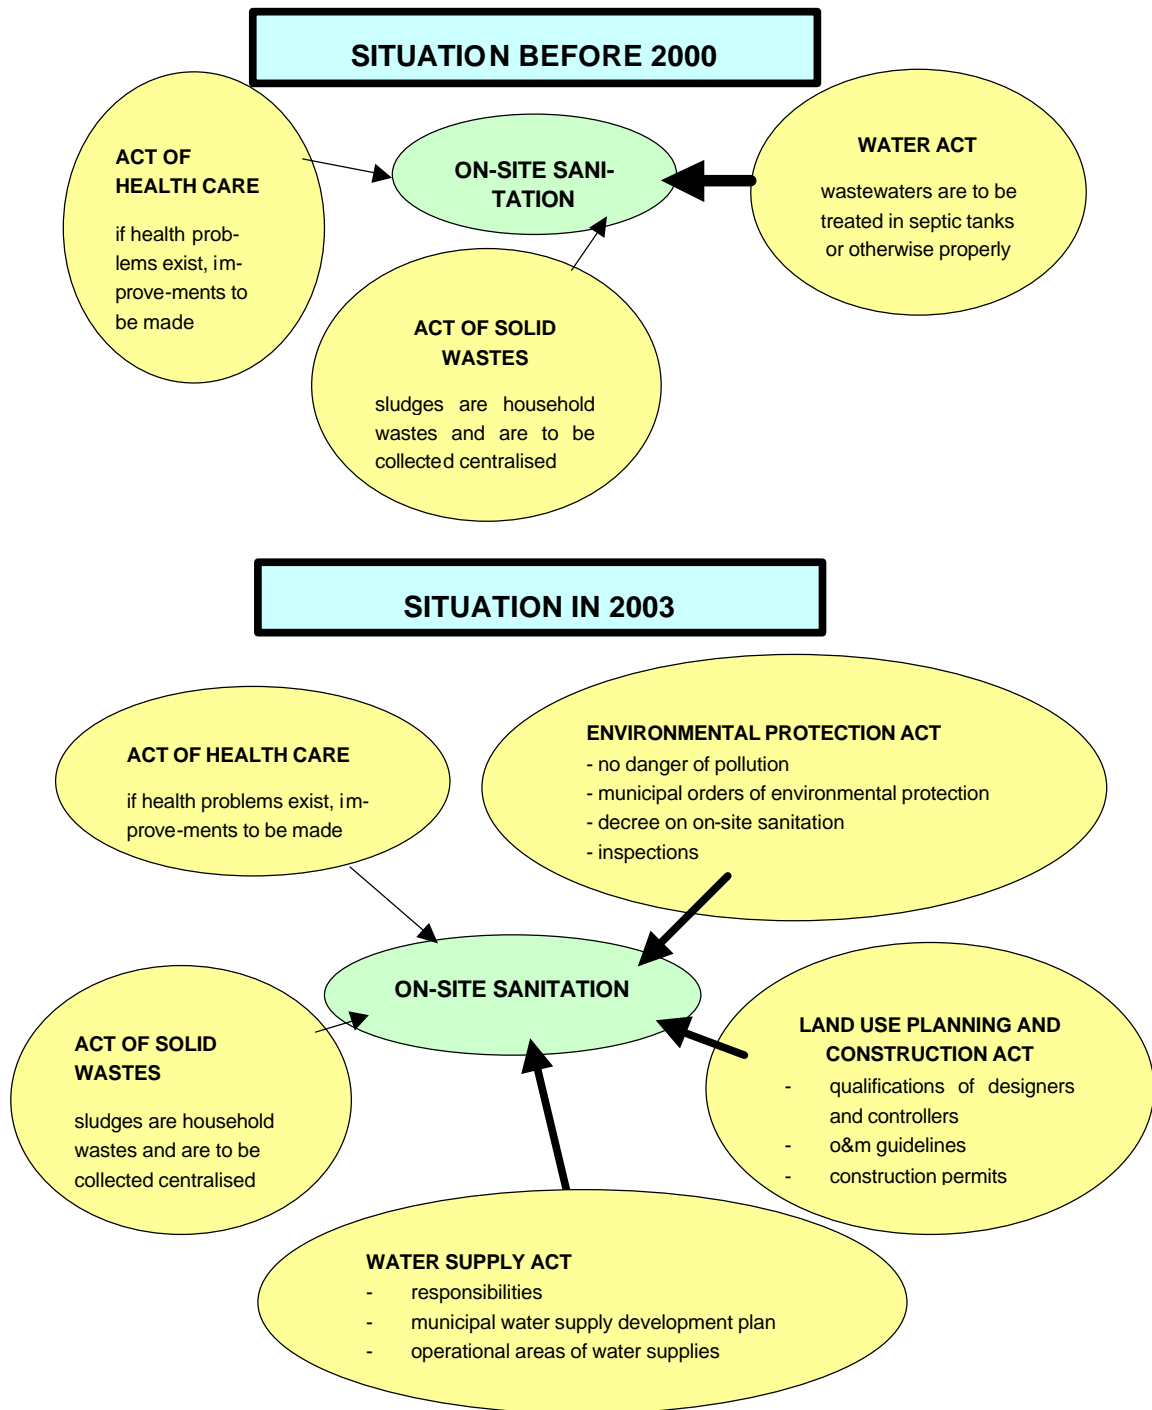 SITUATION BEFORE 2000
ACT OF
HEALTH CARE
if health prob-
lems exist, im-
prove-ments to
be made
ON-SITE SANI-
TATION
WATER ACT
wastewaters are to be
treated in septic tanks
or otherwise properly
ACT OF SOLID
WASTES
sludges are household
wastes and are to be
collected centralised
SITUATION IN 2003
ACT OF HEALTH CARE
if health problems exist, im-
prove-ments to be made
ENVIRONMENTAL PROTECTION ACT
- no danger of pollution
- municipal orders of environmental protection
- decree on on-site sanitation
- inspections
ON-SITE SANITATION
ACT OF SOLID
WASTES
sludges are household
wastes and are to be
collected centralised
LAND USE PLANNING AND
CONSTRUCTION ACT
- qualifications of designers
and controllers
- o&m guidelines
- construction permits
WATER SUPPLY ACT
- responsibilities
- municipal water supply development plan
- operational areas of water supplies